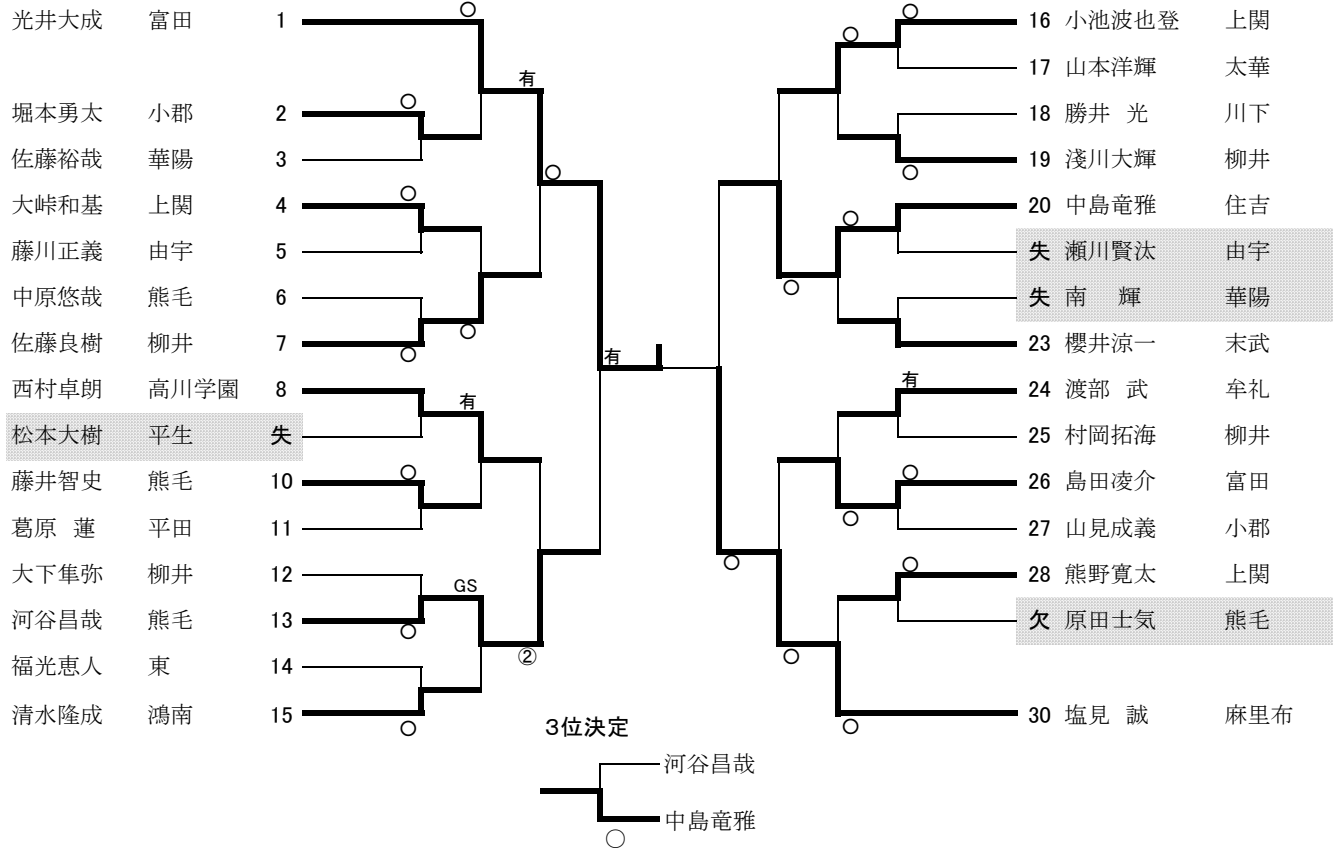 光井大成 富田 1
堀本勇太 小郡 2
佐藤裕哉 華陽 3
大峠和基 上関 4
藤川正義 由宇 5
中原悠哉 熊毛 6
佐藤良樹 柳井 7
西村卓朗 高川学園 8
松本大樹 平生 失
藤井智史 熊毛 10
葛原 蓮 平田 11
大下隼弥 柳井 12
河谷昌哉 熊毛 13
福光恵人 東 14
清水隆成 鴻南 15
○
○
○
○
○
○
○
○
有
有
GS
○
②
有
○
○
○
○
○
○
○
有
○
○
○
○
○
16 小池波也登 上関
17 山本洋輝 太華
18 勝井 光 川下
19 淺川大輝 柳井
20 中島竜雅 住吉
失 瀬川賢汰 由宇
失 南 輝 華陽
23 櫻井涼一 末武
24 渡部 武 牟礼
25 村岡拓海 柳井
26 島田凌介 富田
27 山見成義 小郡
28 熊野寛太 上関
欠 原田士気 熊毛
30 塩見 誠 麻里布
3位決定
河谷昌哉
中島竜雅
○